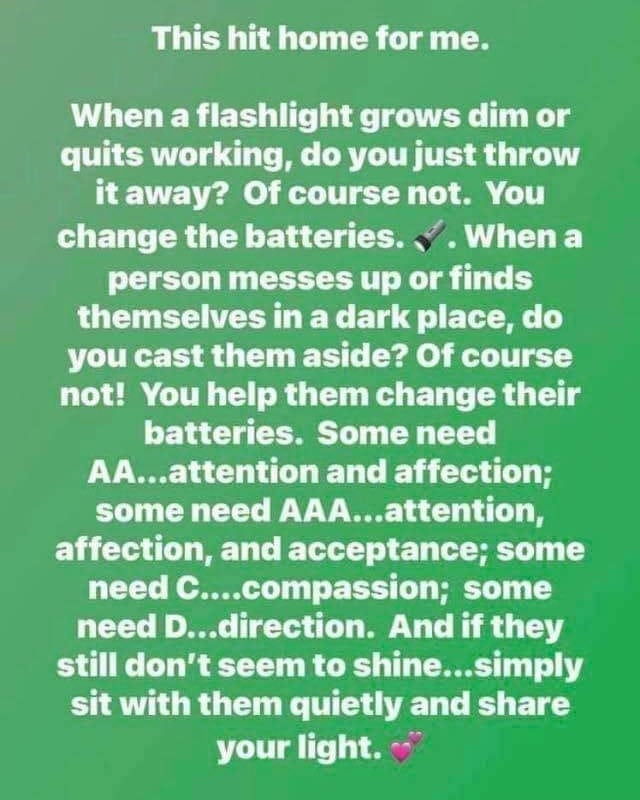 This hit home for me.
When a flashlight grows dim or
quits working, do you just throw
it away?  Of course not.  You
change the batteries. 🔦. When a
person messes up or finds
themselves in a dark place, do
you cast them aside? Of course
not!  You help them change their
batteries.  Some need
AA...attention and affection;
some need AAA...attention,
affection, and acceptance; some
need C....compassion;  some
need D...direction.  And if they
still don’t seem to shine...simply
sit with them quietly and share
your light. 💕